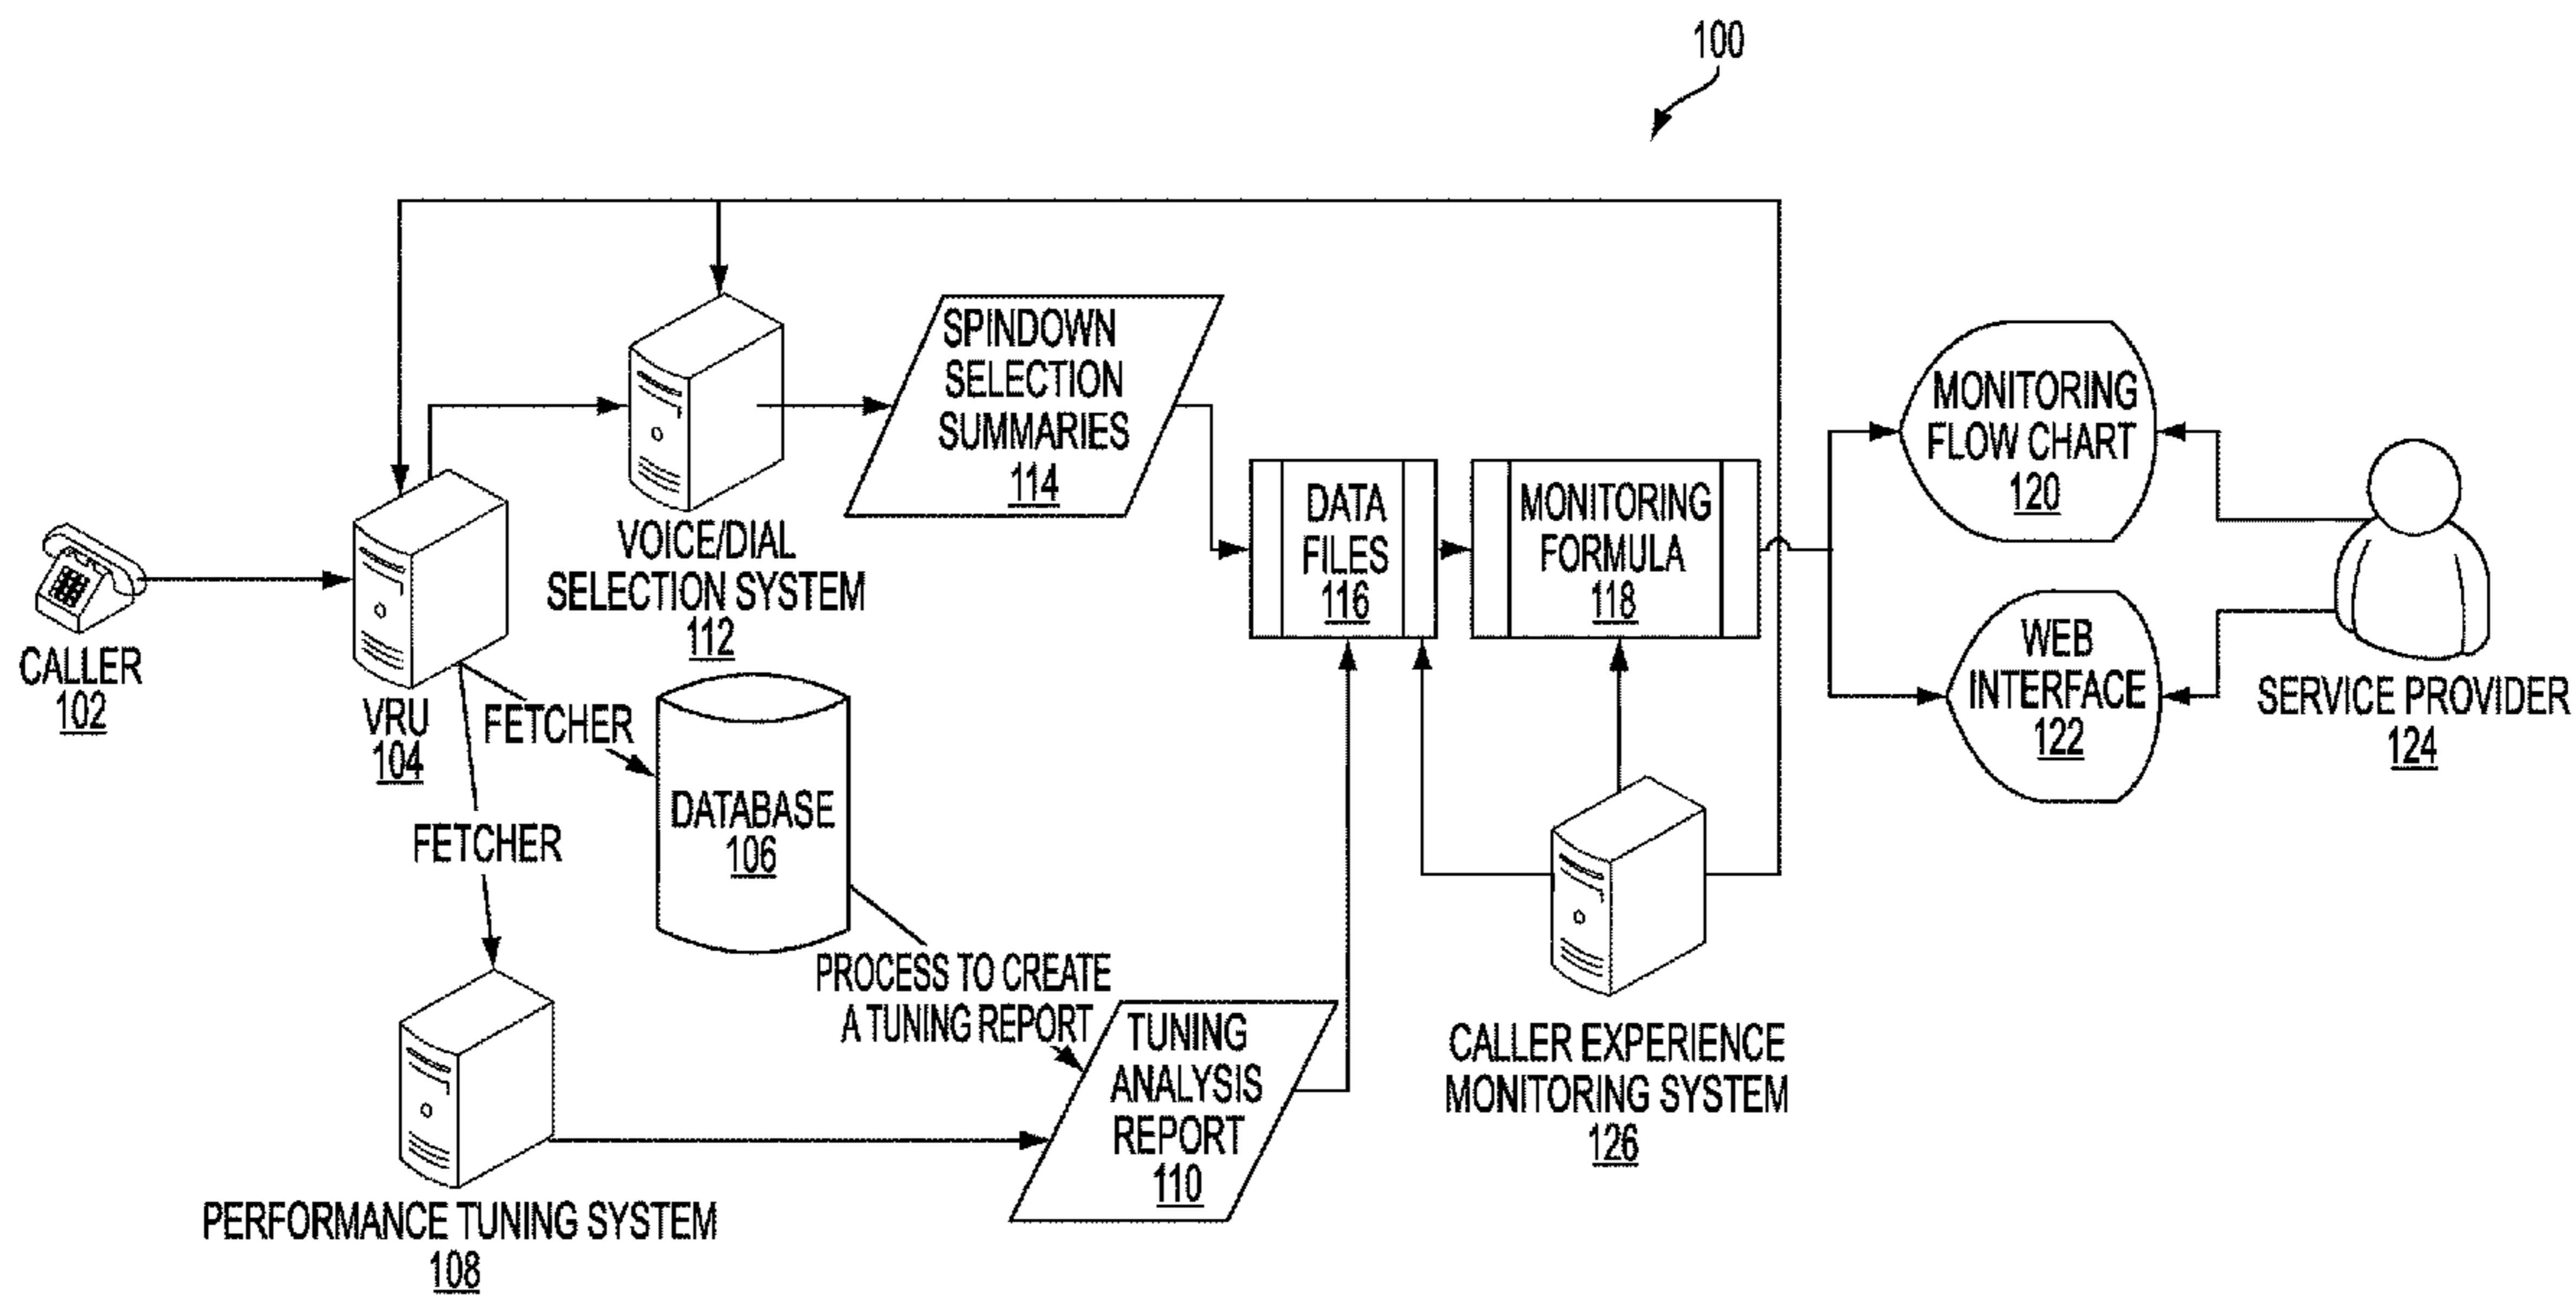 100
SPINDOWN
SELECTION
SUMMARIES
114
MONITORING
FLOW CHART
120
DATA
FILES
116
MONITORING
FORMULA
118
VOICE/DIAL
SELECTION SYSTEM
112
CALLER
102
VRU
104
FETCHER
FETCHER
DATABASE
106
WEB
INTERFACE
122
SERVICE PROVIDER
124
PROCESS TO CREATE
A TUNING REPORT
TUNING
ANALYSIS
REPORT
110
CALLER EXPERIENCE
MONITORING SYSTEM
126
PERFORMANCE TUNING SYSTEM
108